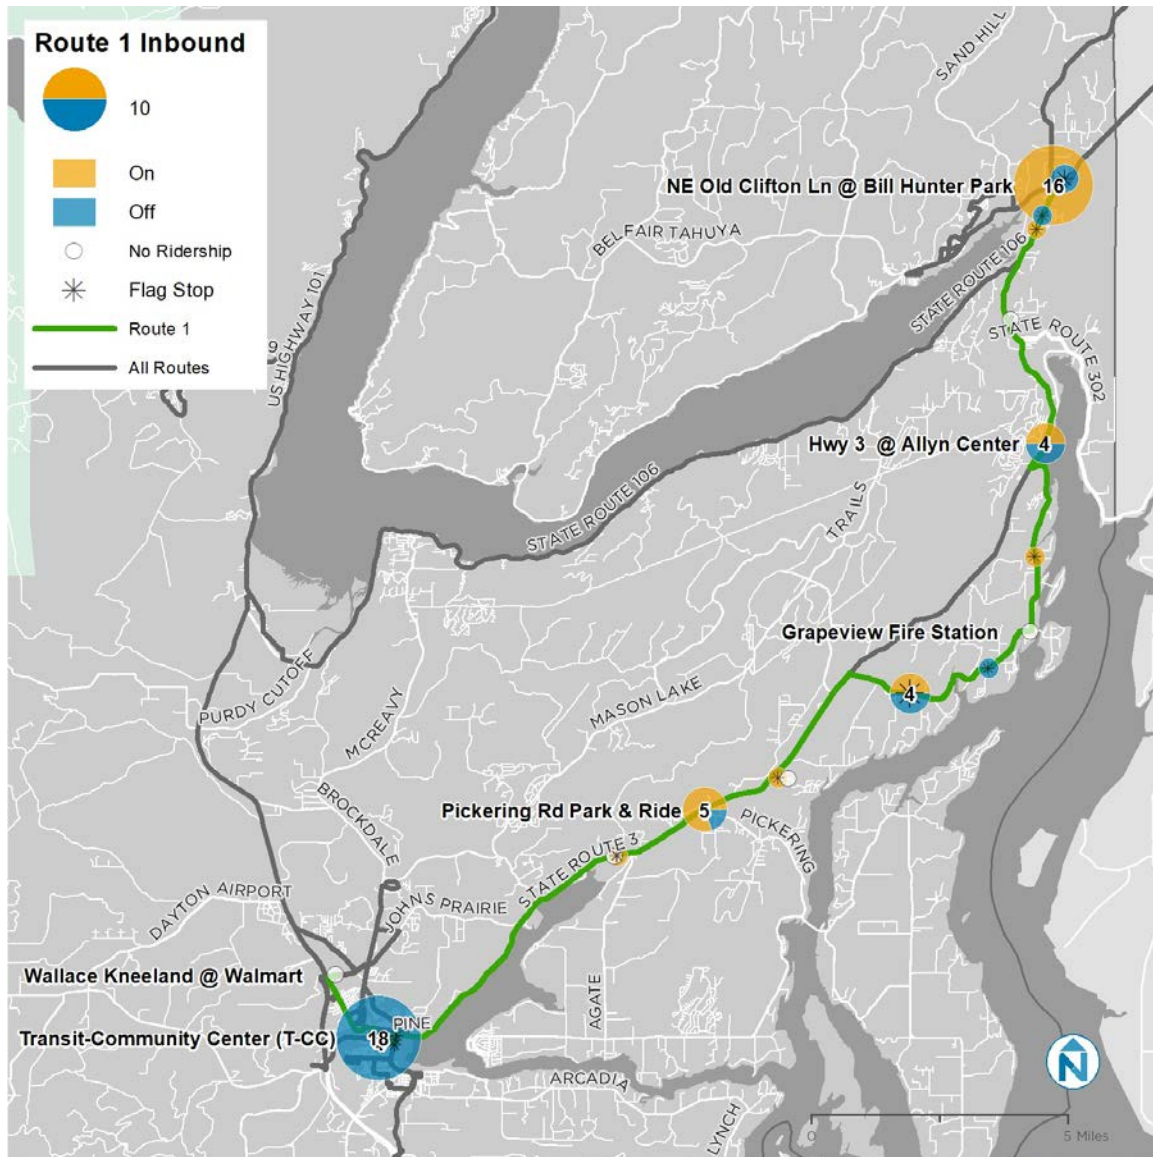 Route 1 Inbound
10
On
Off
No Ridership
Flag Stop
Route 1
All Routes
SAND HILL
NE Old Clifton Ln @ Bill Hunter Park
16
BELFAIR TAHUYA
STATE ROUTE 106
STATE ROUTE 302
US HIGHWAY 101
9
Hwy 3 @ Allyn Center
4
STATE ROUTE 106
TRAILS
Grapeview Fire Station
4
PURDY CUTOFF
MCREAVY
MASON LAKE
BROCKDALE
Pickering Rd Park & Ride
5
PICKERING
STATE ROUTE 3
DAYTON AIRPORT
JOHNS PRAIRIE
Wallace Kneeland @ Walmart
AGATE
Transit-Community Center (T-CC)
18
PINE
ARCADIA
LYNCH
N
0
5 Miles